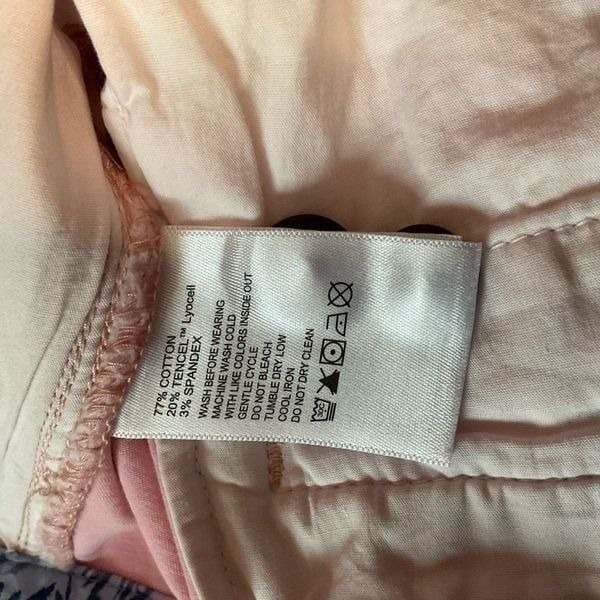 77% COTTON
20% TENCEL™ Lyocell
3% SPANDEX
WASH BEFORE WEARING
MACHINE WASH COLD
WITH LIKE COLORS INSIDE OUT
GENTLE CYCLE
DO NOT BLEACH
TUMBLE DRY LOW
COOL IRON
DO NOT DRY CLEAN
30C